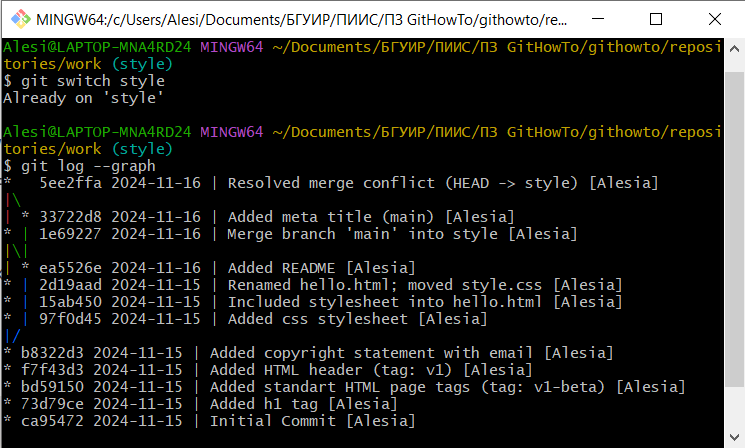 MINGW64:/c/Users/Alesi/Documents/БГУИР/ПИИС/ПЗ GitHowTo/githowto/re...
Alesi@LAPTOP-MNA4RD24 MINGW64 ~/Documents/БГУИР/ПИИС/ПЗ GitHowTo/githowto/reposi
tories/work (style)
$ git switch style
Already on 'style'
Alesi@LAPTOP-MNA4RD24 MINGW64 ~/Documents/БГУИР/ПИИС/ПЗ GitHowTo/githowto/reposi
tories/work (style)
$ git log --graph
*   5ee2ffa 2024-11-16 | Resolved merge conflict (HEAD -> style) [Alesia]
|\
| * 33722d8 2024-11-16 | Added meta title (main) [Alesia]
* | 1e69227 2024-11-16 | Merge branch 'main' into style [Alesia]
|\|
| * ea5526e 2024-11-16 | Added README [Alesia]
* | 2d19aad 2024-11-15 | Renamed hello.html; moved style.css [Alesia]
* | 15ab450 2024-11-15 | Included stylesheet into hello.html [Alesia]
* | 97f0d45 2024-11-15 | Added css stylesheet [Alesia]
|/
* b8322d3 2024-11-15 | Added copyright statement with email [Alesia]
* f7f43d3 2024-11-15 | Added HTML header (tag: v1) [Alesia]
* bd59150 2024-11-15 | Added standart HTML page tags (tag: v1-beta) [Alesia]
* 73d79ce 2024-11-15 | Added h1 tag [Alesia]
* ca95472 2024-11-15 | Initial Commit [Alesia]